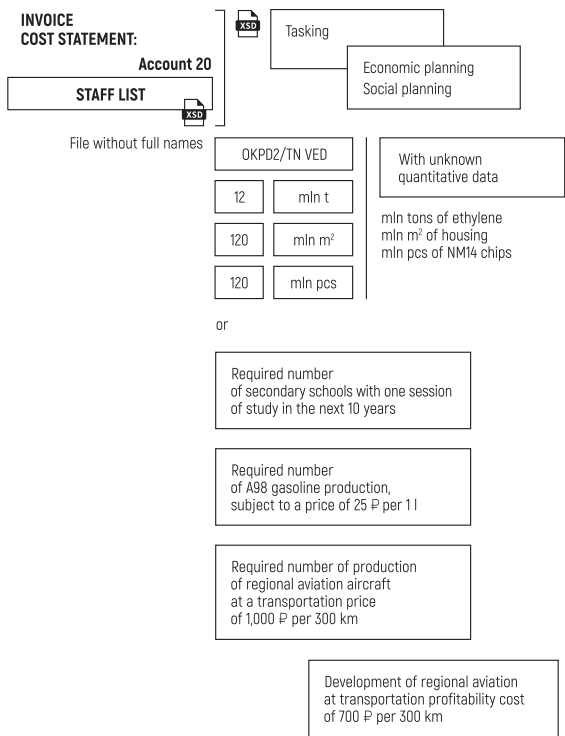 INVOICE
COST STATEMENT:
Account 20
STAFF LIST
XSD
XSD
Tasking
Economic planning
Social planning
File without full names
OKPD2/TN VED
12
mln t
120
mln m²
120
mln pcs
With unknown
quantitative data
mln tons of ethylene
mln m² of housing
mln pcs of NM14 chips
or
Required number
of secondary schools with one session
of study in the next 10 years
Required number
of A98 gasoline production,
subject to a price of 25 ₽ per 1 l
Required number of production
of regional aviation aircraft
at a transportation price
of 1,000 ₽ per 300 km
Development of regional aviation
at transportation profitability cost
of 700 ₽ per 300 km